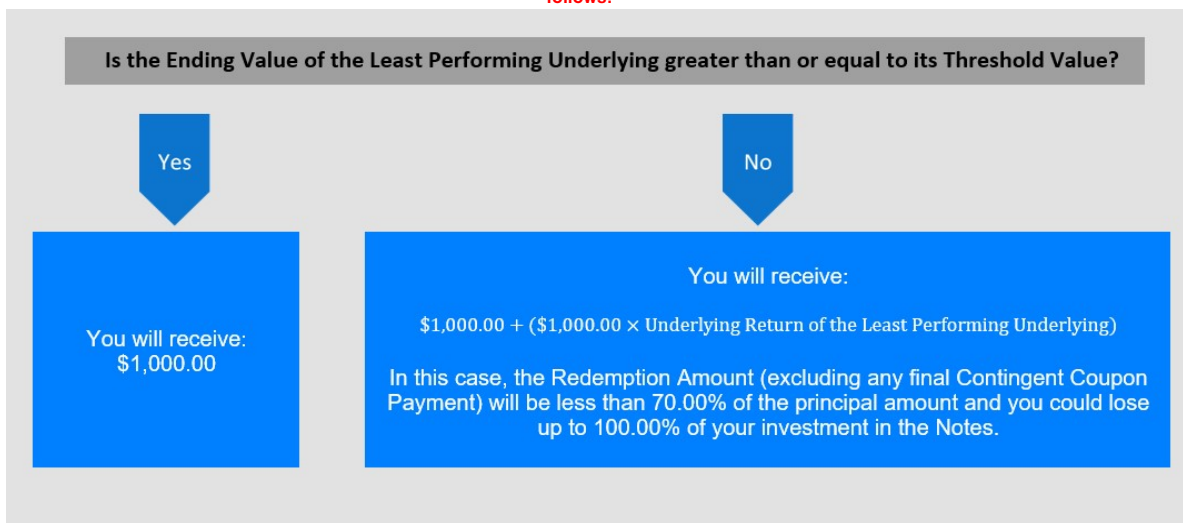 follows:
Is the Ending Value of the Least Performing Underlying greater than or equal to its Threshold Value?
Yes
No
You will receive:
$1,000.00
You will receive:
$1,000.00 + ($1,000.00 × Underlying Return of the Least Performing Underlying)
In this case, the Redemption Amount (excluding any final Contingent Coupon
Payment) will be less than 70.00% of the principal amount and you could lose
up to 100.00% of your investment in the Notes.